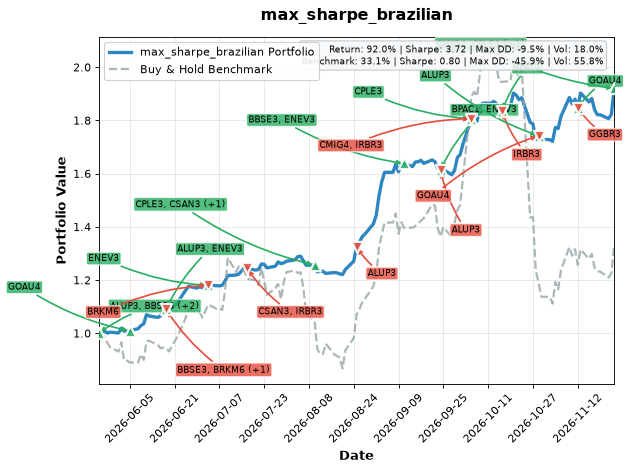 max_sharpe_brazilian
max_sharpe_brazilian Portfolio
Buy & Hold Benchmark
Return: 92.0% | Sharpe: 3.72 | Max DD: -9.5% | Vol: 18.0%
Benchmark: 33.1% | Sharpe: 0.80 | Max DD: -45.9% | Vol: 55.8%
ALUP3
GOAU4
CPLE3
BBSE3, ENEV3
BPAC11, ENEV3
CMIG4, IRBR3
GGBR3
IRBR3
GOAU4
CPLE3, CSAN3 (+1)
ALUP3
ALUP3, ENEV3
ENEV3
ALUP3
GOAU4
BRKM6
ALUP3, BBSE3 (+2)
CSAN3, IRBR3
BBSE3, BRKM6 (+1)
Portfolio Value
2.0
1.8
1.6
1.4
1.2
1.0
2026-06-05
2026-06-21
2026-07-07
2026-07-23
2026-08-08
2026-08-24
2026-09-09
2026-09-25
2026-10-11
2026-10-27
2026-11-12
Date